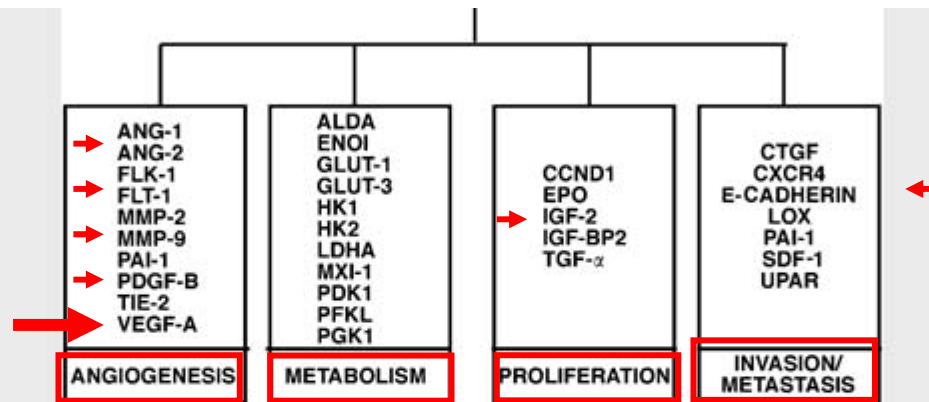 ANG-1
ANG-2
FLK-1
FLT-1
MMP-2
MMP-9
PAI-1
PDGF-B
TIE-2
VEGF-A
ANGIOGENESIS
ALDA
ENOI
GLUT-1
GLUT-3
HK1
HK2
LDHA
MXI-1
PDK1
PFKL
PGK1
METABOLISM
CCND1
EPO
IGF-2
IGF-BP2
TGF-α
PROLIFERATION
CTGF
CXCR4
E-CADHERIN
LOX
PAI-1
SDF-1
UPAR
INVASION/
METASTASIS